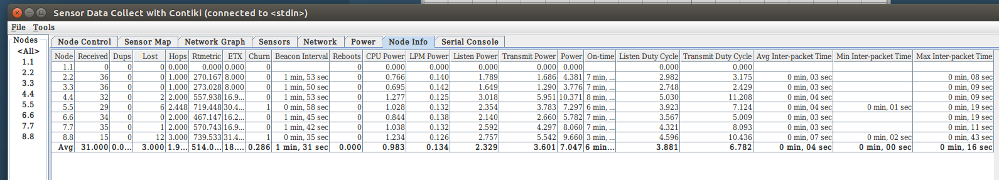 Sensor Data Collect with Contiki (connected to <stdin>)
File Tools
Nodes
<All>
1.1
2.2
3.3
4.4
5.5
6.6
7.7
8.8
Node Control Sensor Map Network Graph Sensors Network Power Node Info Serial Console
Node Received Dups Lost Hops Rtmetric ETX Churn Beacon Interval Reboots CPU Power LPM Power Listen Power Transmit Power Power On-time Listen Duty Cycle Transmit Duty Cycle Avg Inter-packet Time Min Inter-packet Time Max Inter-packet Time
1.1 0 0 0 0.000 0.000 0.000 0 0 0.000 0.000 0.000 0.000 0.000 0.000 0.000
2.2 36 0 0 1.000 270.167 8.000 0 1 min, 53 sec 0 0.766 0.140 1.789 1.686 4.381 7 min, ... 2.982 3.175 0 min, 03 sec 0 min, 08 sec
3.3 36 0 0 1.000 273.028 8.000 0 1 min, 50 sec 0 0.695 0.142 1.649 1.290 3.776 7 min, ... 2.748 2.429 0 min, 03 sec 0 min, 09 sec
4.4 32 0 2 2.000 557.938 16.9... 0 1 min, 53 sec 0 1.277 0.125 3.018 5.951 10.371 8 min, ... 5.030 11.208 0 min, 04 sec 0 min, 09 sec
5.5 29 0 6 2.448 719.448 30.4... 1 0 min, 58 sec 0 1.028 0.132 2.354 3.783 7.297 6 min, ... 3.923 7.124 0 min, 04 sec 0 min, 01 sec 0 min, 19 sec
6.6 34 0 0 2.000 467.147 16.2... 0 1 min, 45 sec 0 0.844 0.138 2.140 2.660 5.782 7 min, ... 3.567 5.009 0 min, 03 sec 0 min, 19 sec
7.7 35 0 1 2.000 570.743 16.9... 0 1 min, 42 sec 0 1.038 0.132 2.592 4.297 8.060 7 min, ... 4.321 8.093 0 min, 03 sec 0 min, 11 sec
8.8 15 0 12 3.000 739.533 31.4... 1 0 min, 35 sec 0 1.234 0.126 2.757 5.542 9.660 3 min, ... 4.596 10.436 0 min, 07 sec 0 min, 02 sec 0 min, 43 sec
Avg 31.000 0.0... 3.000 1.9... 514.0... 18.... 0.286 1 min, 31 sec 0.000 0.983 0.134 2.329 3.601 7.047 6 min... 3.881 6.782 0 min, 04 sec 0 min, 00 sec 0 min, 16 sec